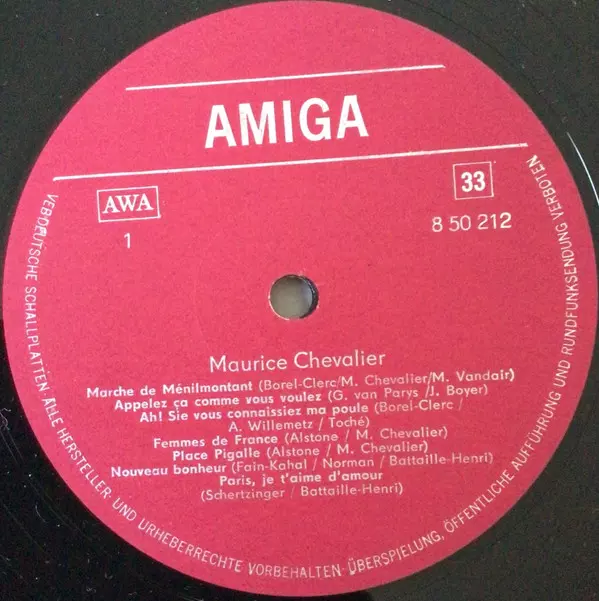 AMIGA
AWA
33
1
8 50 212
Maurice Chevalier
Marche de Ménilmontant (Borel-Clerc/M. Chevalier/M. Vandair)
Appelez ça comme vous voulez (G. van Parys/J. Boyer)
Ah! Sie vous connaissiez ma poule (Borel-Clerc /
A. Willemetz / Toché)
Femmes de France (Alstone / M. Chevalier)
Place Pigalle (Alstone / M. Chevalier)
Nouveau bonheur (Fain-Kahal / Norman / Battaille-Henri)
Paris, je t'aime d'amour
(Schertzinger / Battaille-Henri)
VEB DEUTSCHE SCHALLPLATTEN · ALLE HERSTELLER- UND URHEBERRECHTE VORBEHALTEN · ÜBERSPIELUNG, ÖFFENTLICHE AUFFÜHRUNG UND RUNDFUNKSENDUNG VERBOTEN